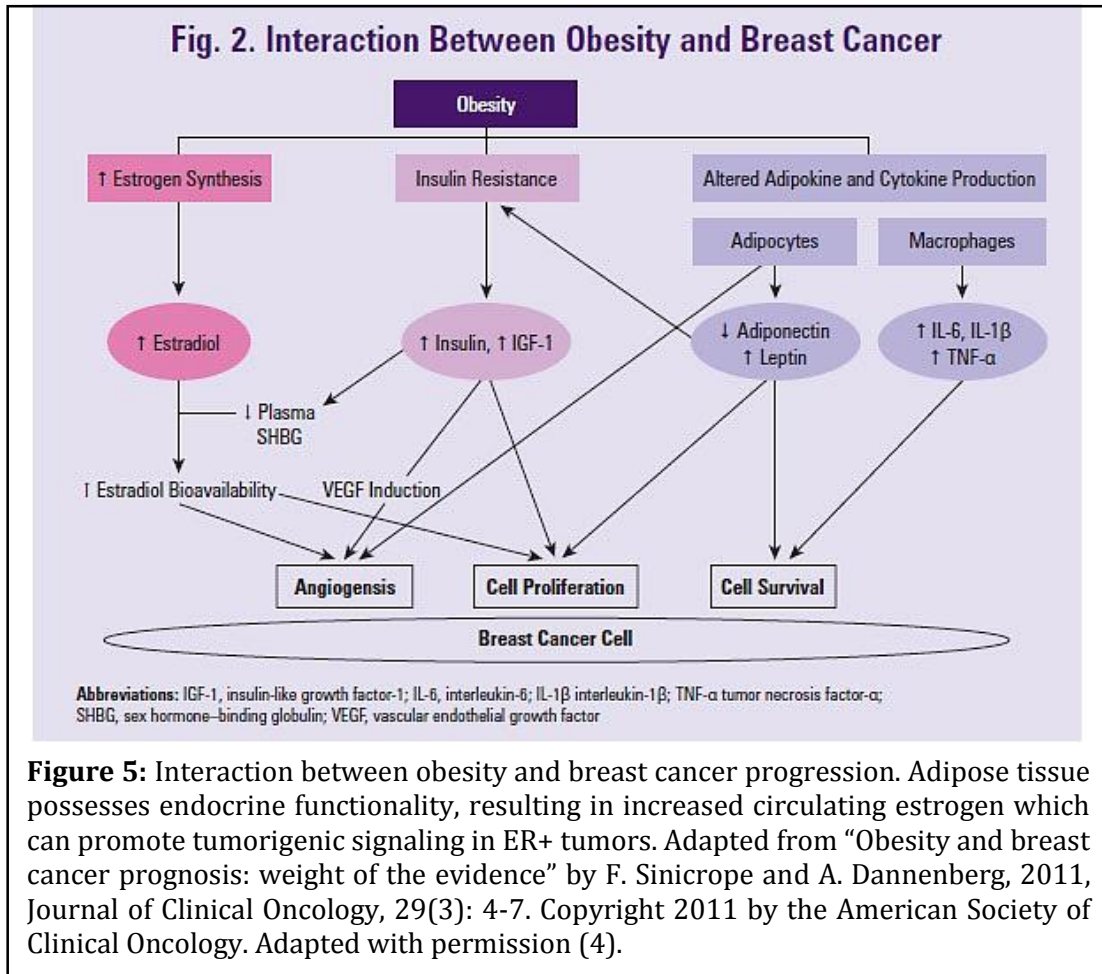 Fig. 2. Interaction Between Obesity and Breast Cancer
Obesity
↑ Estrogen Synthesis
Insulin Resistance
Altered Adipokine and Cytokine Production
Adipocytes
Macrophages
↑ Estradiol
↑ Insulin, ↑ IGF-1
↓ Adiponectin
↑ Leptin
↑ IL-6, IL-1β
↑ TNF-α
↓ Plasma
SHBG
↑ Estradiol Bioavailability
VEGF Induction
Angiogensis
Cell Proliferation
Cell Survival
Breast Cancer Cell
Abbreviations: IGF-1, insulin-like growth factor-1; IL-6, interleukin-6; IL-1β interleukin-1β; TNF-α tumor necrosis factor-α;
SHBG, sex hormone–binding globulin; VEGF, vascular endothelial growth factor
Figure 5: Interaction between obesity and breast cancer progression. Adipose tissue
possesses endocrine functionality, resulting in increased circulating estrogen which
can promote tumorigenic signaling in ER+ tumors. Adapted from “Obesity and breast
cancer prognosis: weight of the evidence” by F. Sinicrope and A. Dannenberg, 2011,
Journal of Clinical Oncology, 29(3): 4-7. Copyright 2011 by the American Society of
Clinical Oncology. Adapted with permission (4).